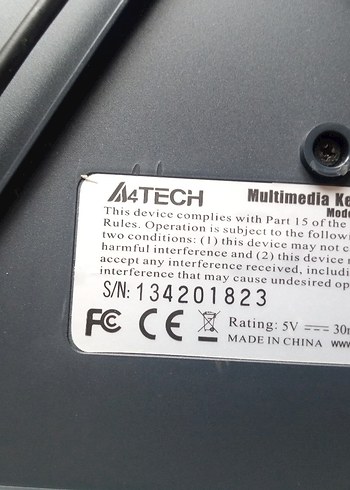 A4TECH Multimedia Ke
Mode
This device complies with Part 15 of the
Rules. Operation is subject to the followi
two conditions: (1) this device may not c
harmful interference and (2) this device r
accept any interference received, includi
interference that may cause undesired op
S/N: 134201823
FC CE Rating: 5V 30m
MADE IN CHINA www